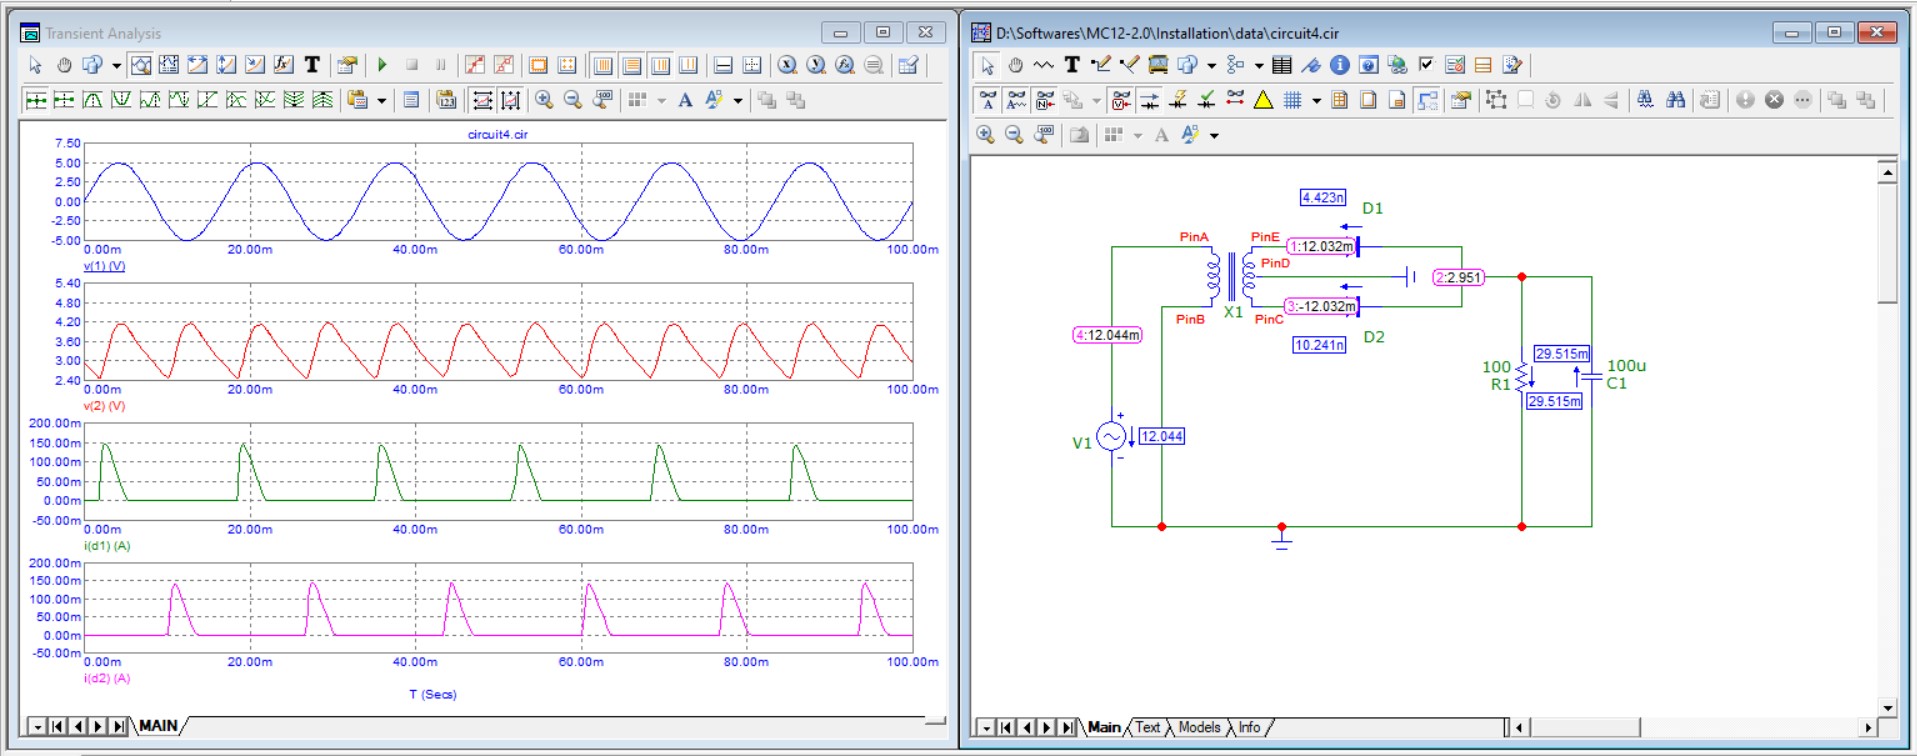 Transient Analysis
circuit4.cir
7.50
5.00
2.50
0.00
-2.50
-5.00
0.00m 20.00m 40.00m 60.00m 80.00m 100.00m
v(1) (V)
5.40
4.80
4.20
3.60
3.00
2.40
0.00m 20.00m 40.00m 60.00m 80.00m 100.00m
v(2) (V)
200.00m
150.00m
100.00m
50.00m
0.00m
-50.00m
0.00m 20.00m 40.00m 60.00m 80.00m 100.00m
i(d1) (A)
200.00m
150.00m
100.00m
50.00m
0.00m
-50.00m
0.00m 20.00m 40.00m 60.00m 80.00m 100.00m
i(d2) (A)
T (Secs)
MAIN
D:\Softwares\MC12-2.0\Installation\data\circuit4.cir
4.423n
D1
PinA PinE
1:12.032m
PinD
2:2.951
3:-12.032m
PinB X1 PinC
D2
10.241n
4:12.044m
29.515m
100
R1
100u
C1
29.515m
V1
+
-
12.044
Main Text Models Info